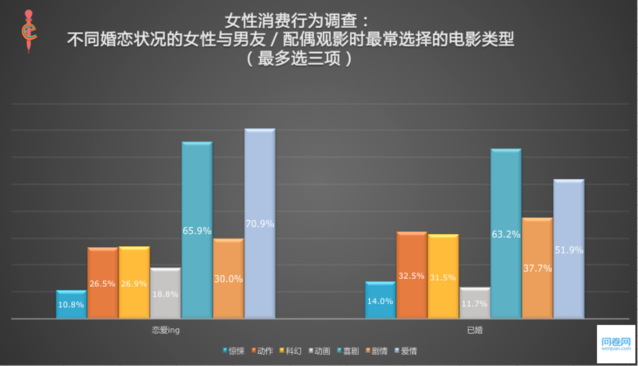 女性消费行为调查：
不同婚恋状况的女性与男友/配偶观影时最常选择的电影类型
（最多选三项）
10.8%
26.5%
26.9%
18.8%
65.9%
30.0%
70.9%
14.0%
32.5%
31.5%
11.7%
63.2%
37.7%
51.9%
恋爱ing
已婚
惊悚 动作 科幻 动画 喜剧 剧情 爱情
问卷网